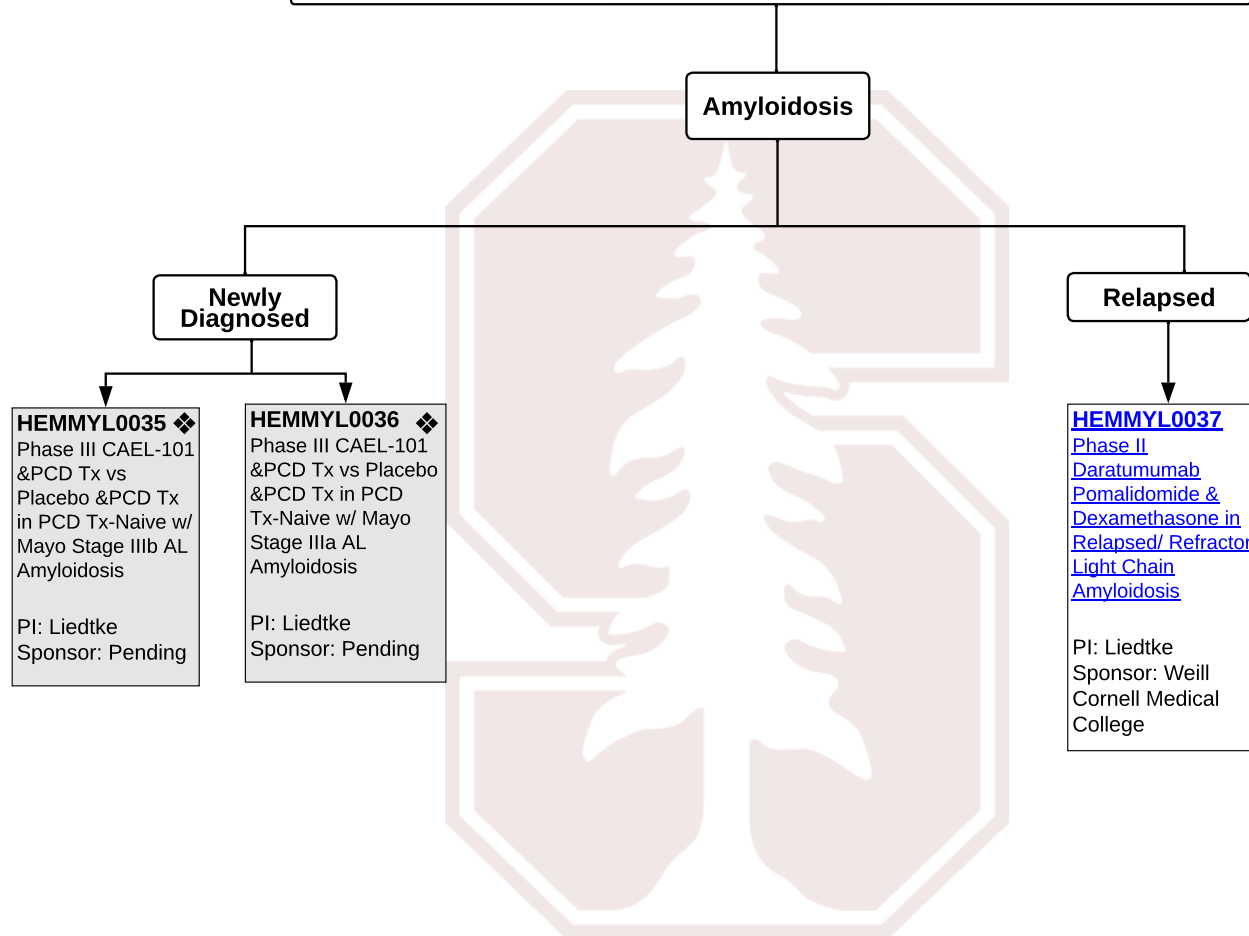 Amyloidosis
Newly
Diagnosed
Relapsed
HEMMYL0035 ❖
Phase III CAEL-101
&PCD Tx vs
Placebo &PCD Tx
in PCD Tx-Naive w/
Mayo Stage IIIb AL
Amyloidosis
PI: Liedtke
Sponsor: Pending
HEMMYL0036 ❖
Phase III CAEL-101
&PCD Tx vs Placebo
&PCD Tx in PCD
Tx-Naive w/ Mayo
Stage IIIa AL
Amyloidosis
PI: Liedtke
Sponsor: Pending
HEMMYL0037
Phase II
Daratumumab
Pomalidomide &
Dexamethasone in
Relapsed/ Refractor
Light Chain
Amyloidosis
PI: Liedtke
Sponsor: Weill
Cornell Medical
College